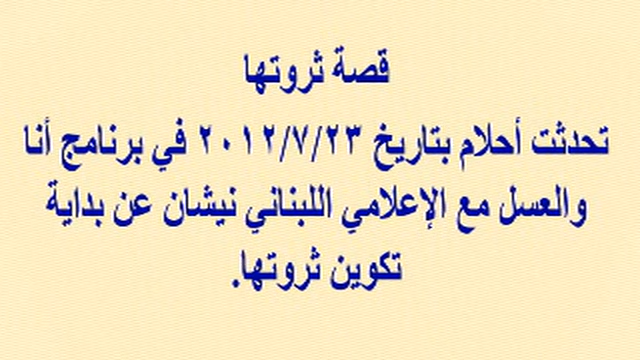 قصة ثروتها
تحدثت أحلام بتاريخ ٢٠١٢/٧/٢٣ في برنامج أنا
والعسل مع الإعلامي اللبناني نيشان عن بداية
تكوين ثروتها.